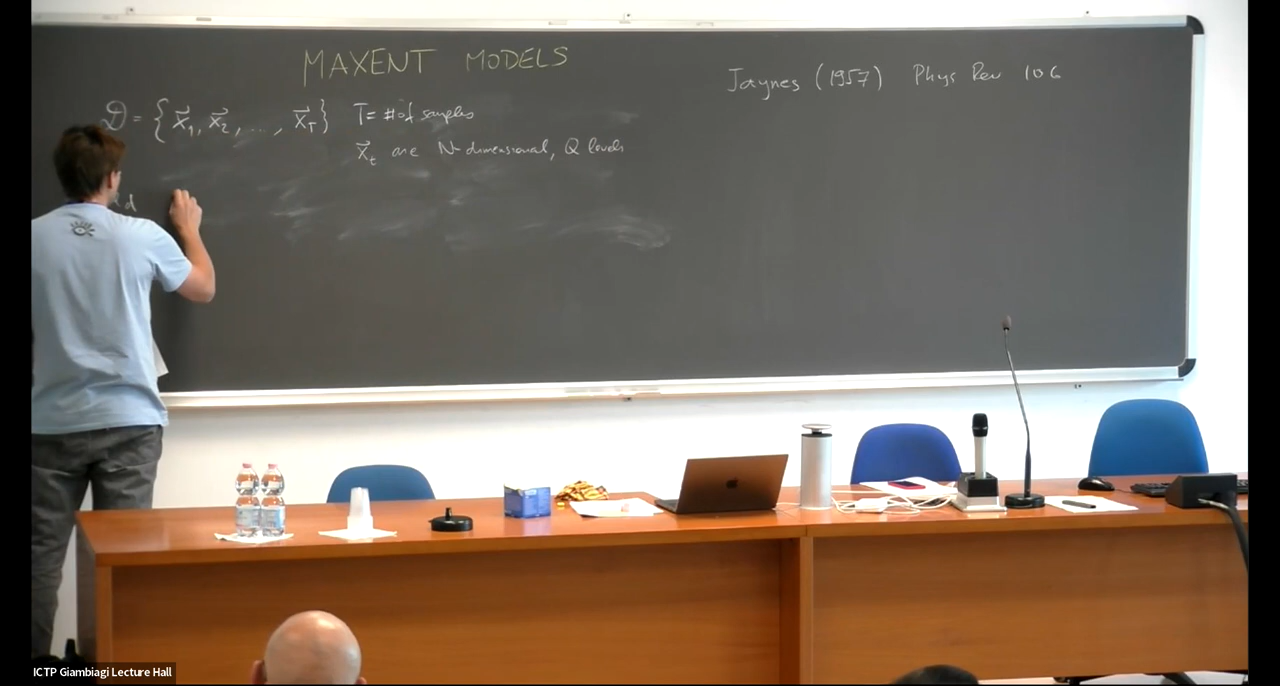 MAXENT MODELS
Jaynes (1957) Phys Rev 106
D = {x⃗₁, x⃗₂, ..., x⃗_T} T = # of samples
x⃗_t are N-dimensional, Q levels
ICTP Giambiagi Lecture Hall